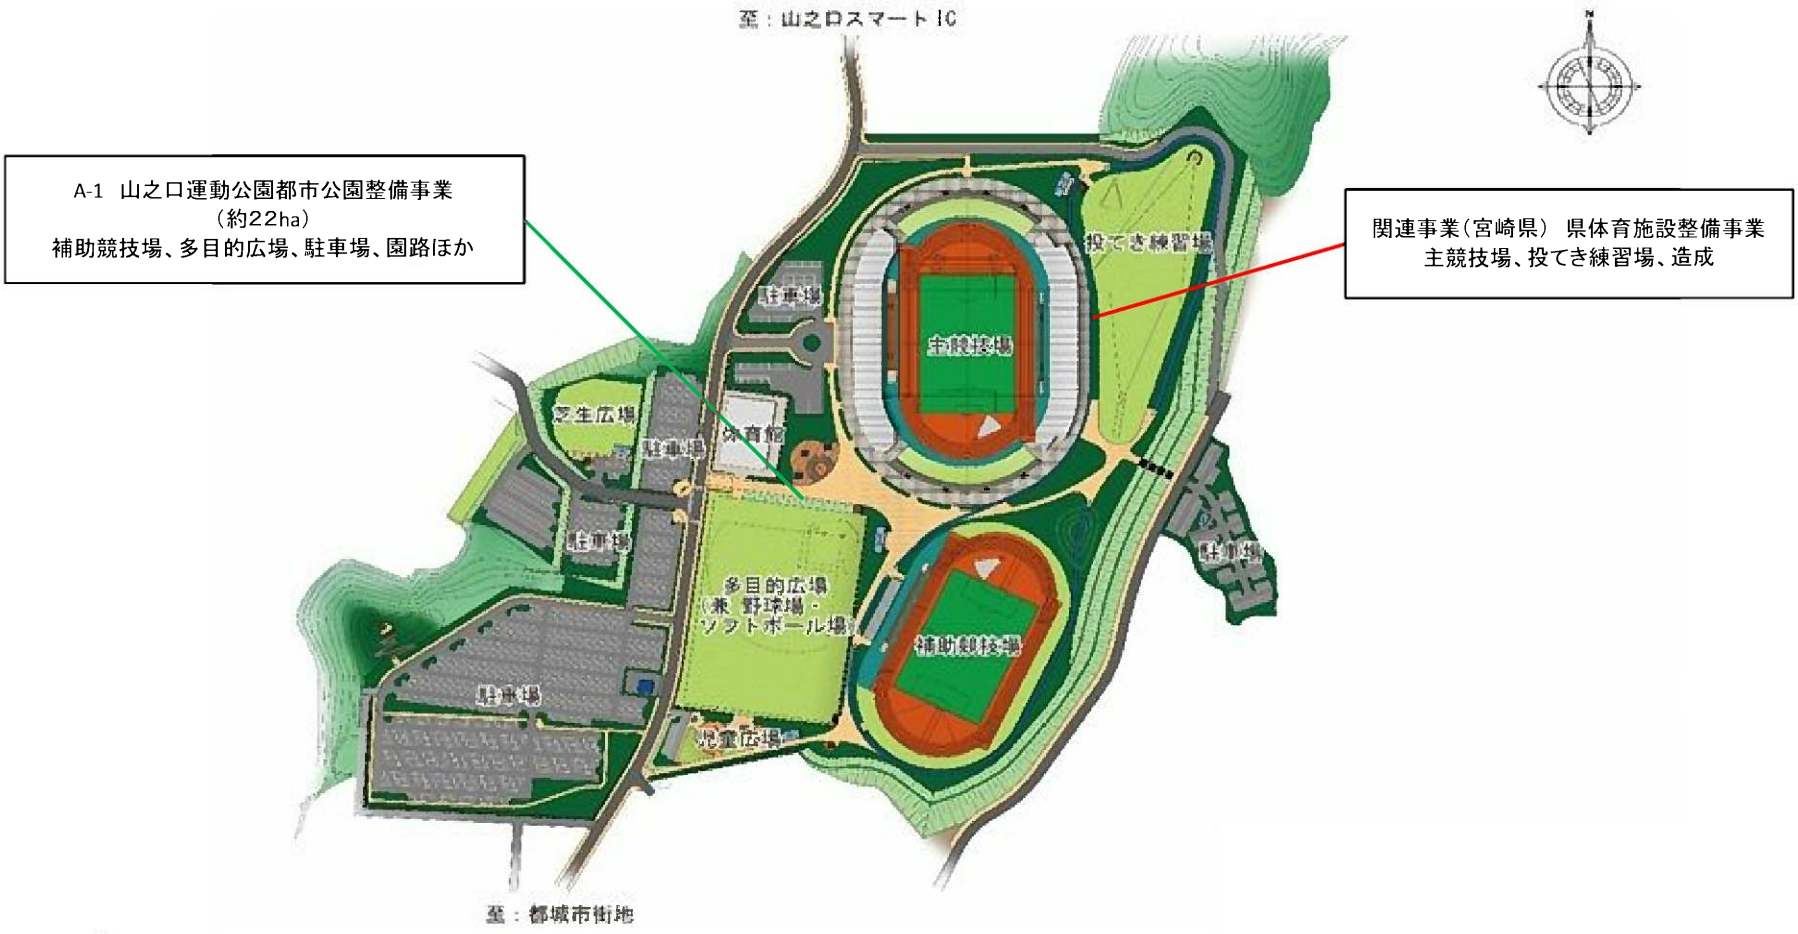 至：山之口スマートIC
N
A-1 山之口運動公園都市公園整備事業
（約22ha）
補助競技場、多目的広場、駐車場、園路ほか
関連事業（宮崎県） 県体育施設整備事業
主競技場、投てき練習場、造成
投てき練習場
駐車場
主競技場
芝生広場
駐車場
体育館
駐車場
駐車場
多目的広場
（兼 野球場・
ソフトボール場）
補助競技場
駐車場
児童広場
至：都城市街地